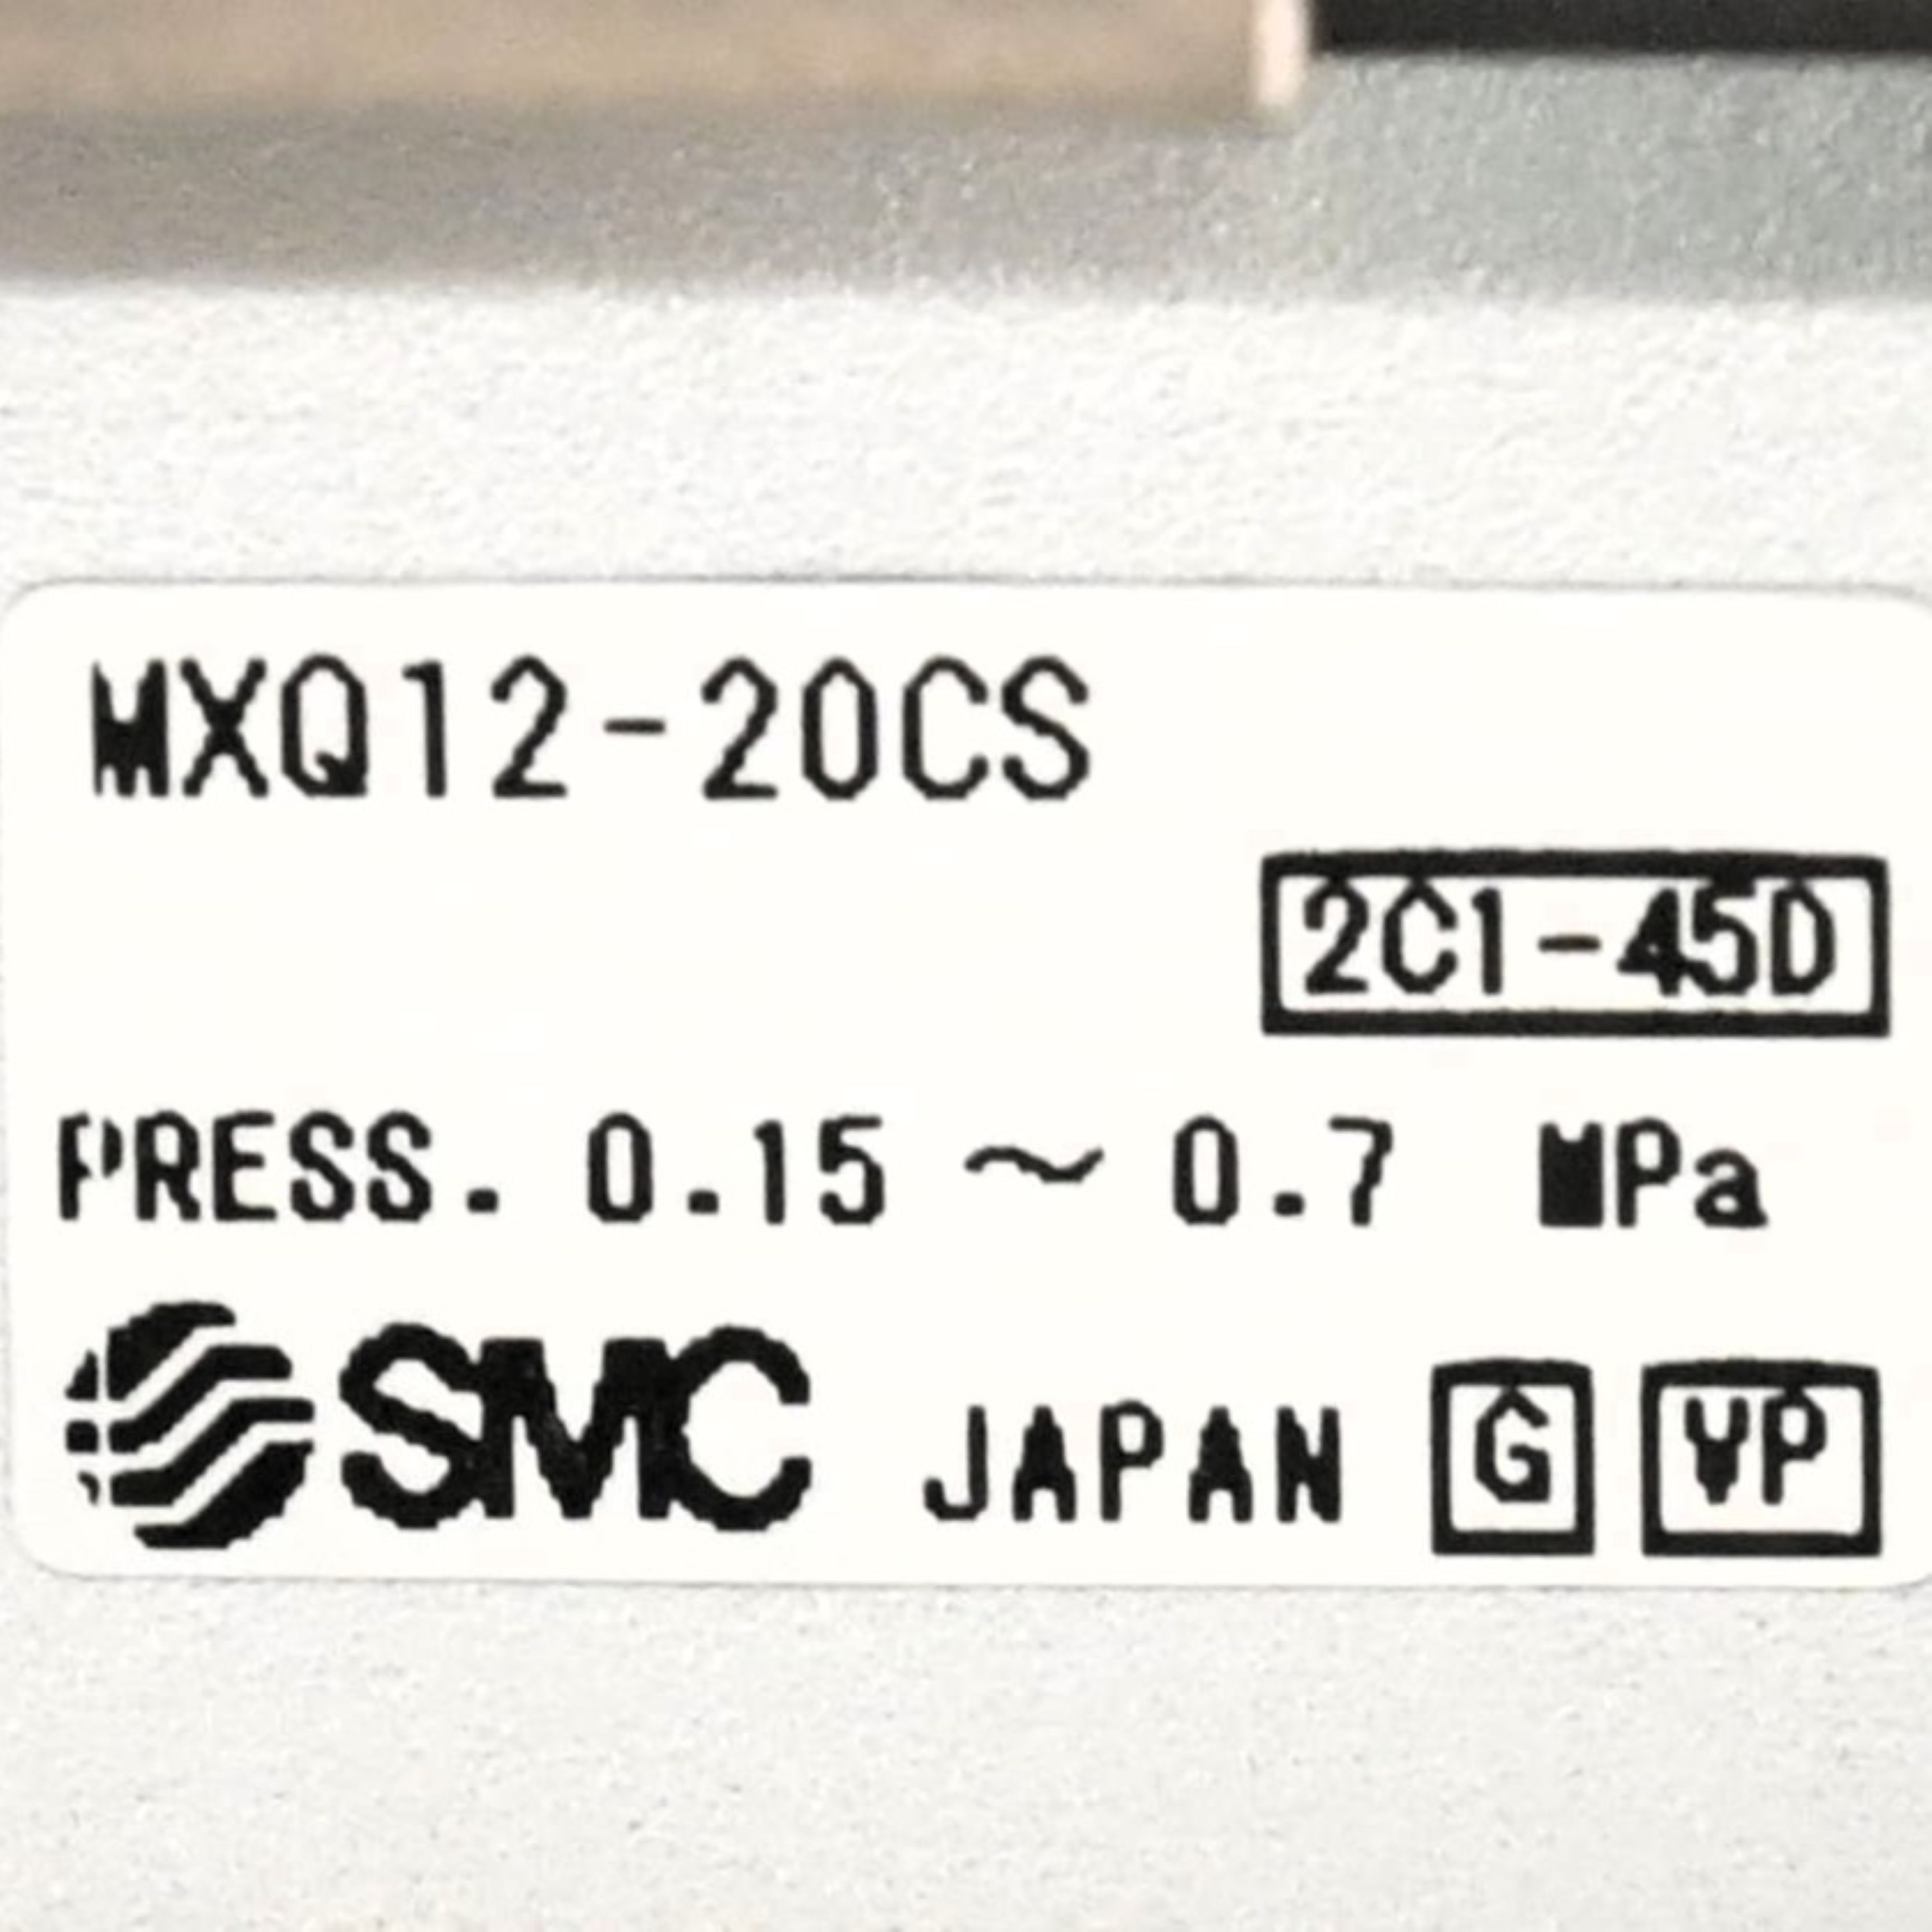 MXQ12-20CS
2C1-45D
PRESS. 0.15 ~ 0.7 MPa
SMC JAPAN G VP